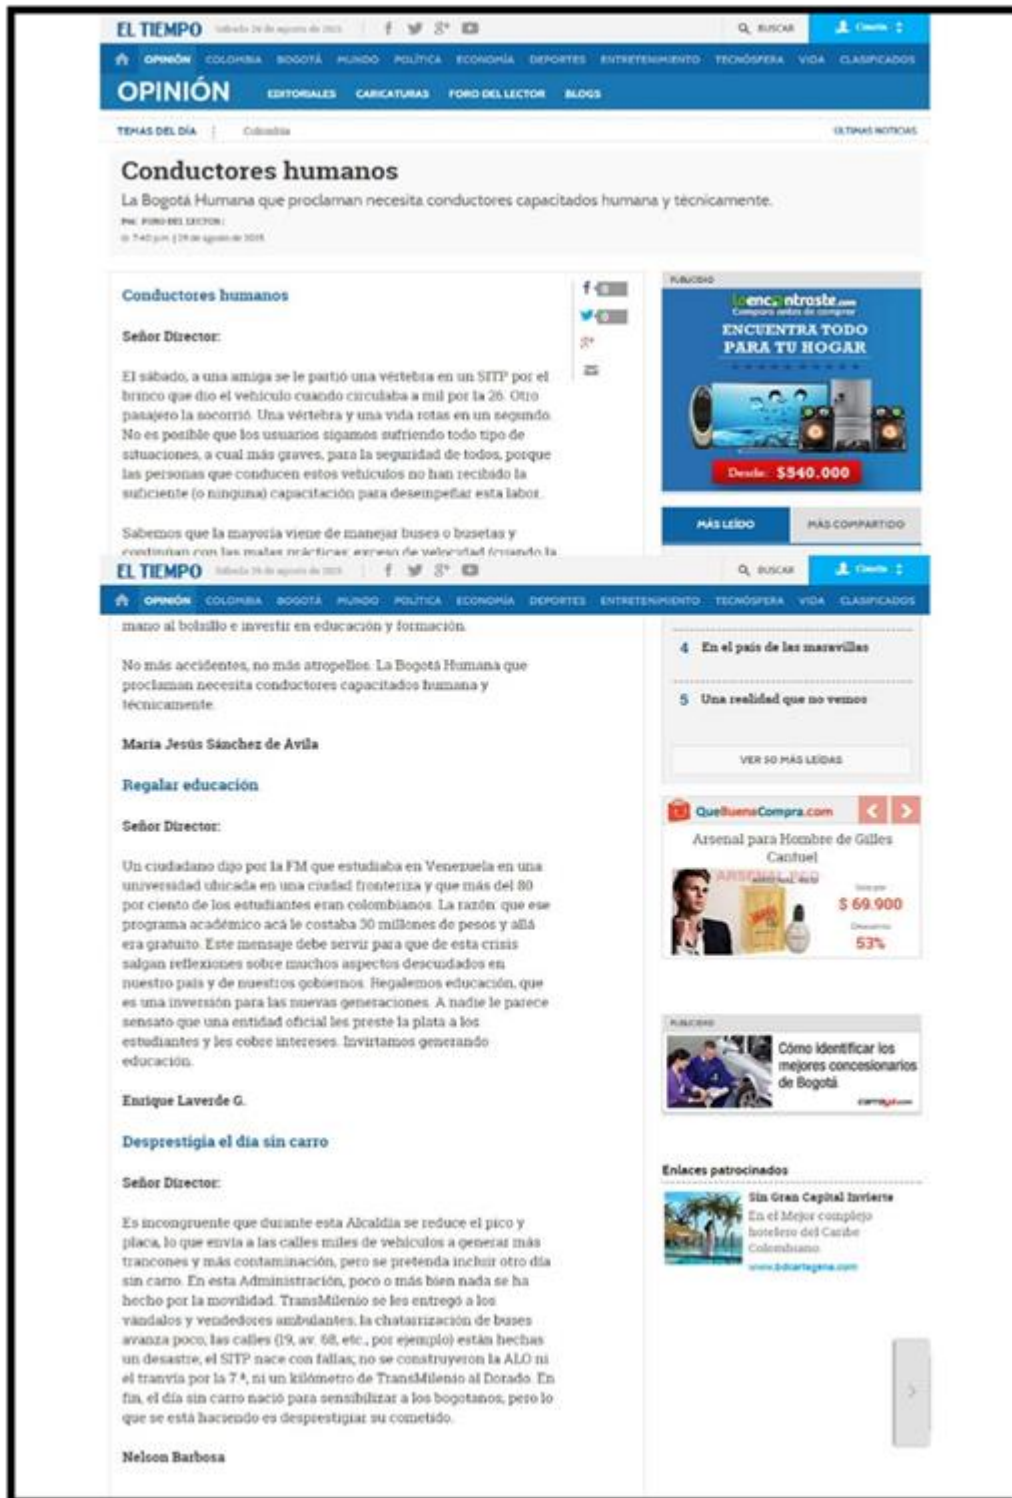 EL TIEMPO
BUSCAR
OPINIÓN COLOMBIA BOGOTÁ MUNDO POLÍTICA ECONOMÍA DEPORTES ENTRETENIMIENTO TECNÓSFERA VIDA CLASIFICADOS
OPINIÓN EDITORIALES CARICATURAS FORO DEL LECTOR BLOGS
TEMAS DEL DÍA Colombia ÚLTIMAS NOTICIAS
Conductores humanos
La Bogotá Humana que proclaman necesita conductores capacitados humana y técnicamente.
Por: FORO DEL LECTOR
Conductores humanos
Señor Director:
El sábado, a una amiga se le partió una vértebra en un SITP por el
brinco que dio el vehículo cuando circulaba a mil por la 26. Otro
pasajero la socorrió. Una vértebra y una vida rotas en un segundo.
No es posible que los usuarios sigamos sufriendo todo tipo de
situaciones, a cual más graves, para la seguridad de todos, porque
las personas que conducen estos vehículos no han recibido la
suficiente (o ninguna) capacitación para desempeñar esta labor.
Sabemos que la mayoría viene de manejar buses o busetas y
continúan con las malas prácticas: exceso de velocidad (cuando la
PUBLICIDAD
loencontraste.com
Compara antes de comprar
ENCUENTRA TODO
PARA TU HOGAR
Desde: $540.000
MÁS LEÍDO MÁS COMPARTIDO
EL TIEMPO
BUSCAR
OPINIÓN COLOMBIA BOGOTÁ MUNDO POLÍTICA ECONOMÍA DEPORTES ENTRETENIMIENTO TECNÓSFERA VIDA CLASIFICADOS
mano al bolsillo e invertir en educación y formación.
No más accidentes, no más atropellos. La Bogotá Humana que
proclaman necesita conductores capacitados humana y
técnicamente.
María Jesús Sánchez de Ávila
Regalar educación
Señor Director:
Un ciudadano dijo por la FM que estudiaba en Venezuela en una
universidad ubicada en una ciudad fronteriza y que más del 80
por ciento de los estudiantes eran colombianos. La razón: que ese
programa académico acá le costaba 30 millones de pesos y allá
era gratuito. Este mensaje debe servir para que de esta crisis
salgan reflexiones sobre muchos aspectos descuidados en
nuestro país y de nuestros gobiernos. Regalemos educación, que
es una inversión para las nuevas generaciones. A nadie le parece
sensato que una entidad oficial les preste la plata a los
estudiantes y les cobre intereses. Invirtamos generando
educación.
Enrique Laverde G.
Desprestigia el día sin carro
Señor Director:
Es incongruente que durante esta Alcaldía se reduce el pico y
placa, lo que envía a las calles miles de vehículos a generar más
trancones y más contaminación, pero se pretenda incluir otro día
sin carro. En esta Administración, poco o más bien nada se ha
hecho por la movilidad. TransMilenio se les entregó a los
vándalos y vendedores ambulantes, la chatarrización de buses
avanza poco, las calles (19, av. 68, etc., por ejemplo) están hechas
un desastre, el SITP nace con fallas; no se construyeron la ALO ni
el tranvía por la 7.ª, ni un kilómetro de TransMilenio al Dorado. En
fin, el día sin carro nació para sensibilizar a los bogotanos, pero lo
que se está haciendo es desprestigiar su cometido.
Nelson Barbosa
4 En el país de las maravillas
5 Una realidad que no vemos
VER 50 MÁS LEÍDAS
QueBuenaCompra.com
Arsenal para Hombre de Gilles
Cantuel
$ 69.900
Descuento
53%
PUBLICIDAD
Cómo identificar los
mejores concesionarios
de Bogotá
carroya.com
Enlaces patrocinados
Sin Gran Capital Invierte
En el Mejor complejo
hotelero del Caribe
Colombiano.
www.bdcartagena.com